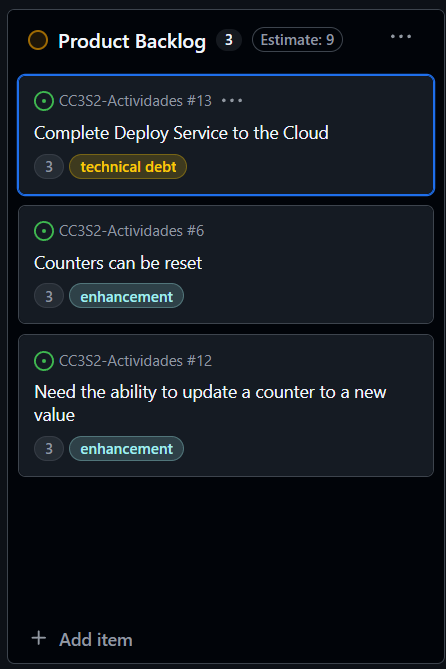 Product Backlog 3 Estimate: 9 ...
CC3S2-Actividades #13 ...
Complete Deploy Service to the Cloud
3 technical debt
CC3S2-Actividades #6
Counters can be reset
3 enhancement
CC3S2-Actividades #12
Need the ability to update a counter to a new
value
3 enhancement
+ Add item